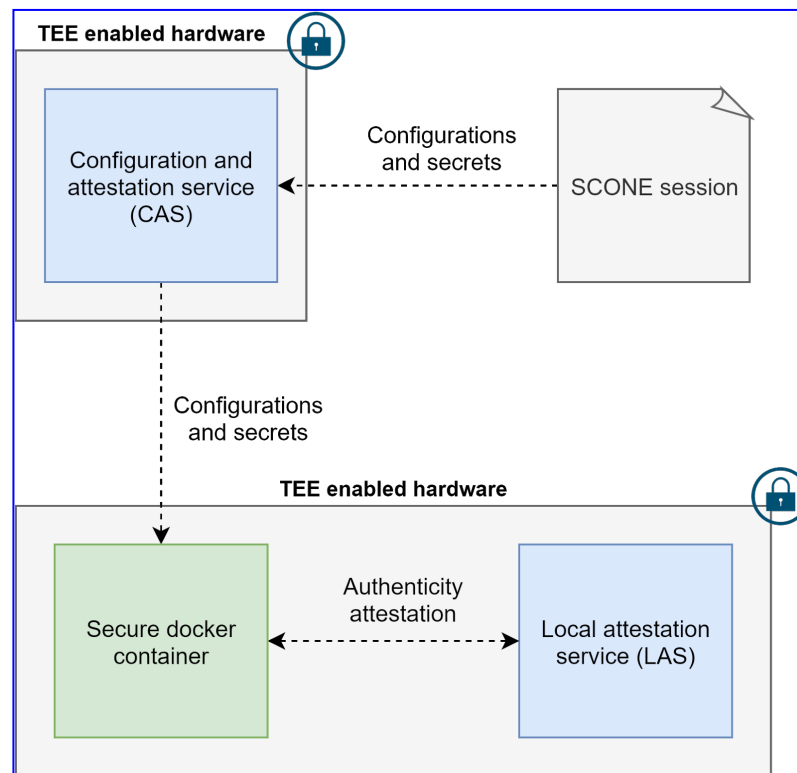 TEE enabled hardware
Configurations
and secrets
Configuration and
attestation service
(CAS)
SCONE session
Configurations
and secrets
TEE enabled hardware
Authenticity
attestation
Secure docker
container
Local attestation
service (LAS)